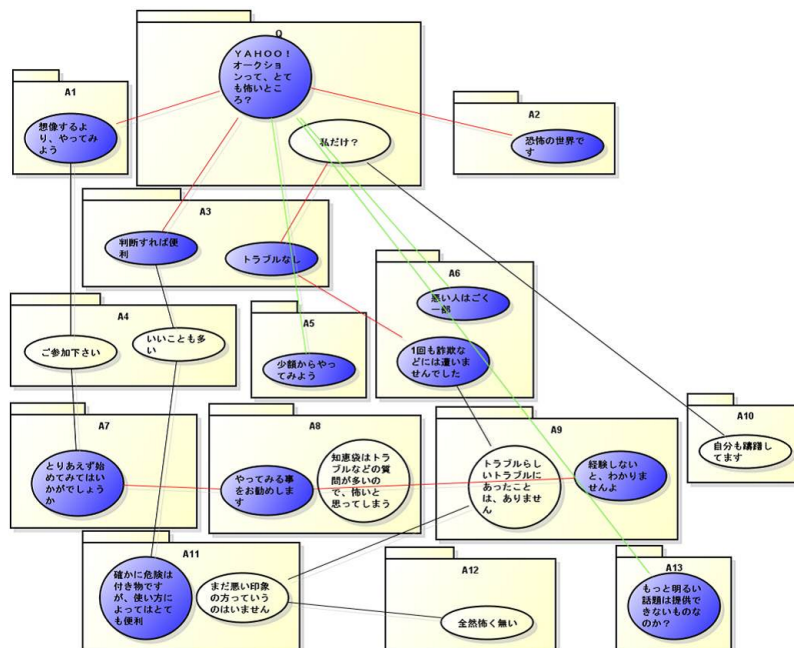 Q
ＹＡＨＯＯ！
オークショ
ンって、とて
も怖いとこ
ろ？
A1
想像するよ
り、やってみ
よう
私だけ？
A2
恐怖の世界で
す
A3
判断すれば便
利
トラブルなし
A4
ご参加下さい
いいことも多
い
A5
少額からやっ
てみよう
A6
悪い人はごく
一部
1回も詐欺な
どには遭いま
せんでした
A7
とりあえず始
めてみてはい
かがでしょう
か
A8
やってみる事
をお勧めしま
す
知恵袋はトラ
ブルなどの質
問が多いの
で、怖いと
思ってしまう
A9
トラブルらし
いトラブルに
あったこと
は、ありませ
ん
経験しない
と、わかりま
せんよ
A10
自分も躊躇し
てます
A11
確かに危険は
付き物です
が、使い方に
よってはとて
も便利
まだ悪い印象
の方っていう
のはいません
A12
全然怖く無い
A13
もっと明るい
話題は提供で
きないものな
のか？